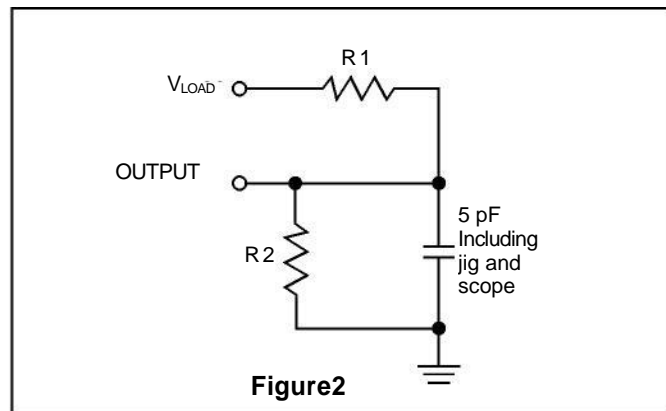 R1
VLOAD
OUTPUT
R2
5 pF
Including
jig and
scope
Figure2